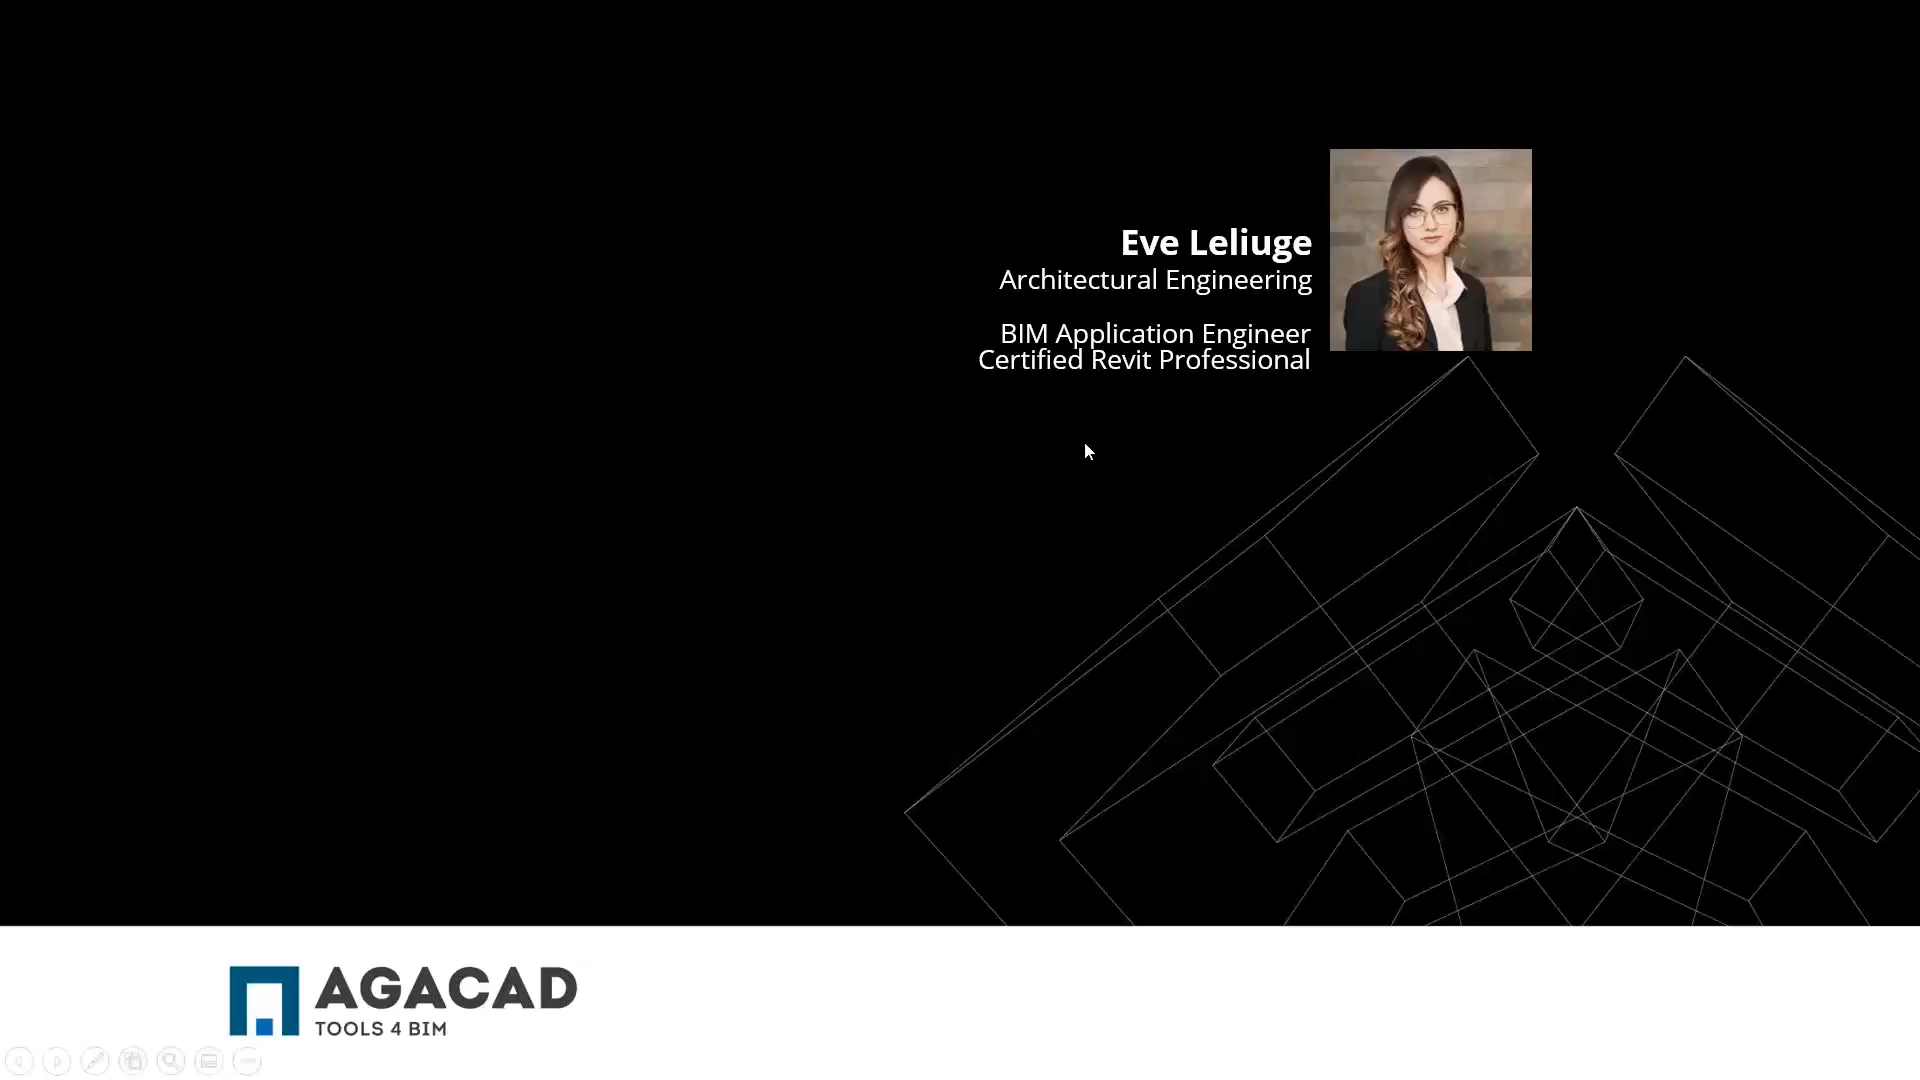 Eve Leliuge
Architectural Engineering
BIM Application Engineer
Certified Revit Professional
AGACAD
TOOLS 4 BIM